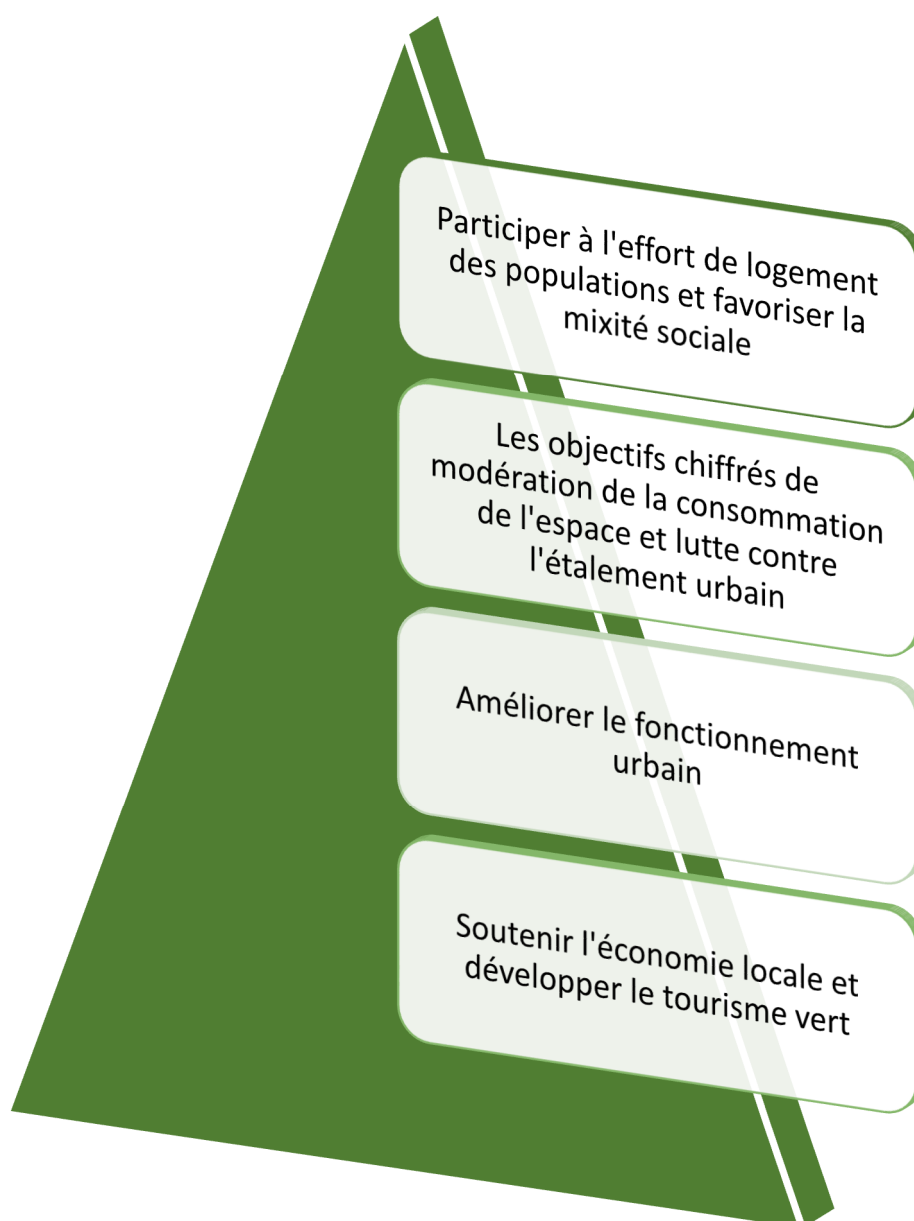 Participer à l'effort de logement
des populations et favoriser la
mixité sociale
Les objectifs chiffrés de
modération de la consommation
de l'espace et lutte contre
l'étalement urbain
Améliorer le fonctionnement
urbain
Soutenir l'économie locale et
développer le tourisme vert